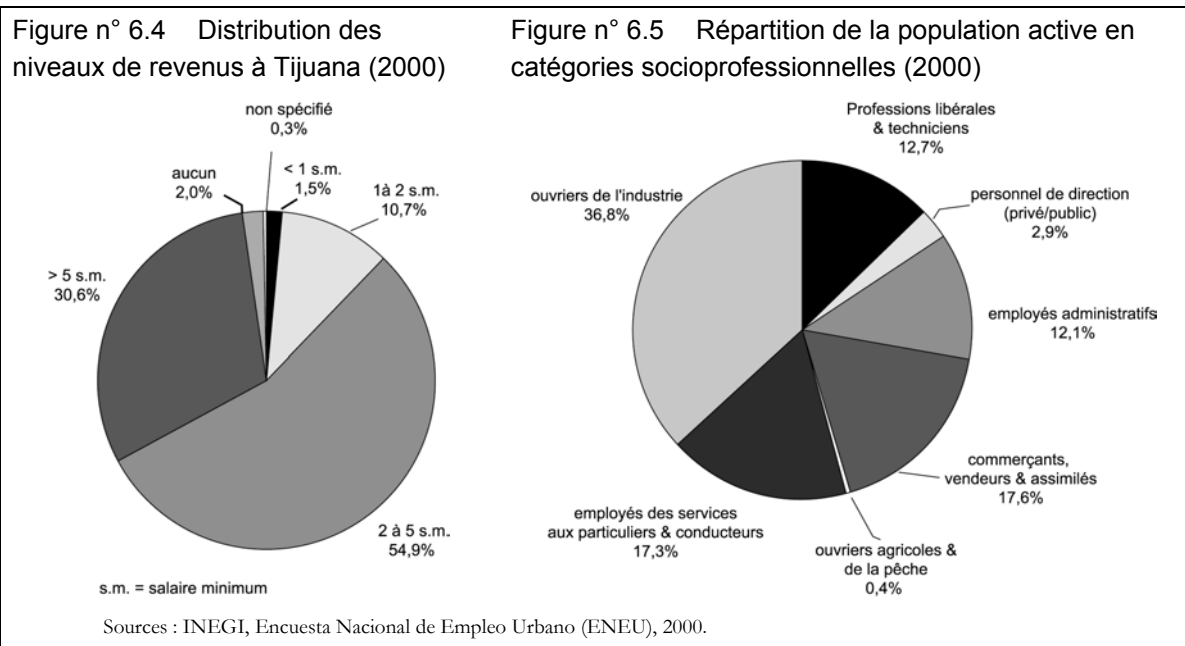 Figure n° 6.4 Distribution des
niveaux de revenus à Tijuana (2000)
non spécifié
0,3%
aucun
2,0%
< 1 s.m.
1,5%
1à 2 s.m.
10,7%
> 5 s.m.
30,6%
2 à 5 s.m.
54,9%
s.m. = salaire minimum
Figure n° 6.5 Répartition de la population active en
catégories socioprofessionnelles (2000)
Professions libérales
& techniciens
12,7%
ouvriers de l'industrie
36,8%
personnel de direction
(privé/public)
2,9%
employés administratifs
12,1%
commerçants,
vendeurs & assimilés
17,6%
employés des services
aux particuliers & conducteurs
17,3%
ouvriers agricoles &
de la pêche
0,4%
Sources : INEGI, Encuesta Nacional de Empleo Urbano (ENEU), 2000.